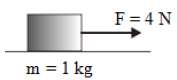 F = 4 N
m = 1 kg